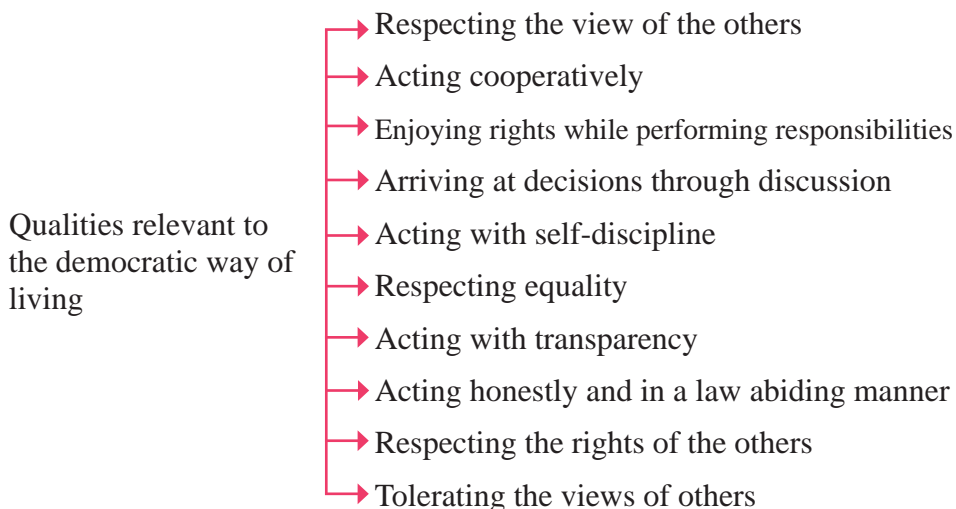 Qualities relevant to
the democratic way of
living
Respecting the view of the others
Acting cooperatively
Enjoying rights while performing responsibilities
Arriving at decisions through discussion
Acting with self-discipline
Respecting equality
Acting with transparency
Acting honestly and in a law abiding manner
Respecting the rights of the others
Tolerating the views of others